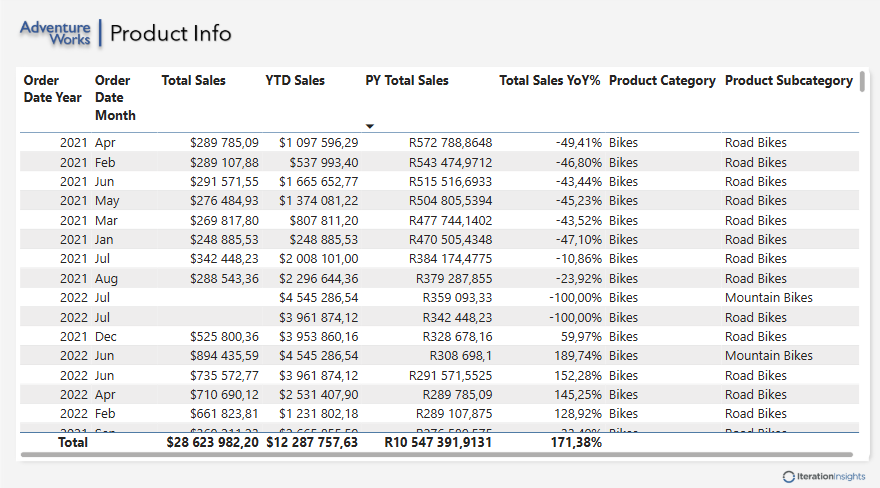 Adventure Works
Product Info
Order Date Year Order Date Month Total Sales YTD Sales PY Total Sales Total Sales YoY% Product Category Product Subcategory
2021 Apr $289 785,09 $1 097 596,29 R572 788,8648 -49,41% Bikes Road Bikes
2021 Feb $289 107,88 $537 993,40 R543 474,9712 -46,80% Bikes Road Bikes
2021 Jun $291 571,55 $1 665 652,77 R515 516,6933 -43,44% Bikes Road Bikes
2021 May $276 484,93 $1 374 081,22 R504 805,5394 -45,23% Bikes Road Bikes
2021 Mar $269 817,80 $807 811,20 R477 744,1402 -43,52% Bikes Road Bikes
2021 Jan $248 885,53 $248 885,53 R470 505,4348 -47,10% Bikes Road Bikes
2021 Jul $342 448,23 $2 008 101,00 R384 174,4775 -10,86% Bikes Road Bikes
2021 Aug $288 543,36 $2 296 644,36 R379 287,855 -23,92% Bikes Road Bikes
2022 Jul $4 545 286,54 R359 093,33 -100,00% Bikes Mountain Bikes
2022 Jul $3 961 874,12 R342 448,23 -100,00% Bikes Road Bikes
2021 Dec $525 800,36 $3 953 860,16 R328 678,16 59,97% Bikes Road Bikes
2022 Jun $894 435,59 $4 545 286,54 R308 698,1 189,74% Bikes Mountain Bikes
2022 Jun $735 572,77 $3 961 874,12 R291 571,5525 152,28% Bikes Road Bikes
2022 Apr $710 690,12 $2 531 407,90 R289 785,09 145,25% Bikes Road Bikes
2022 Feb $661 823,81 $1 231 802,18 R289 107,875 128,92% Bikes Road Bikes
Total $28 623 982,20 $12 287 757,63 R10 547 391,9131 171,38%
IterationInsights